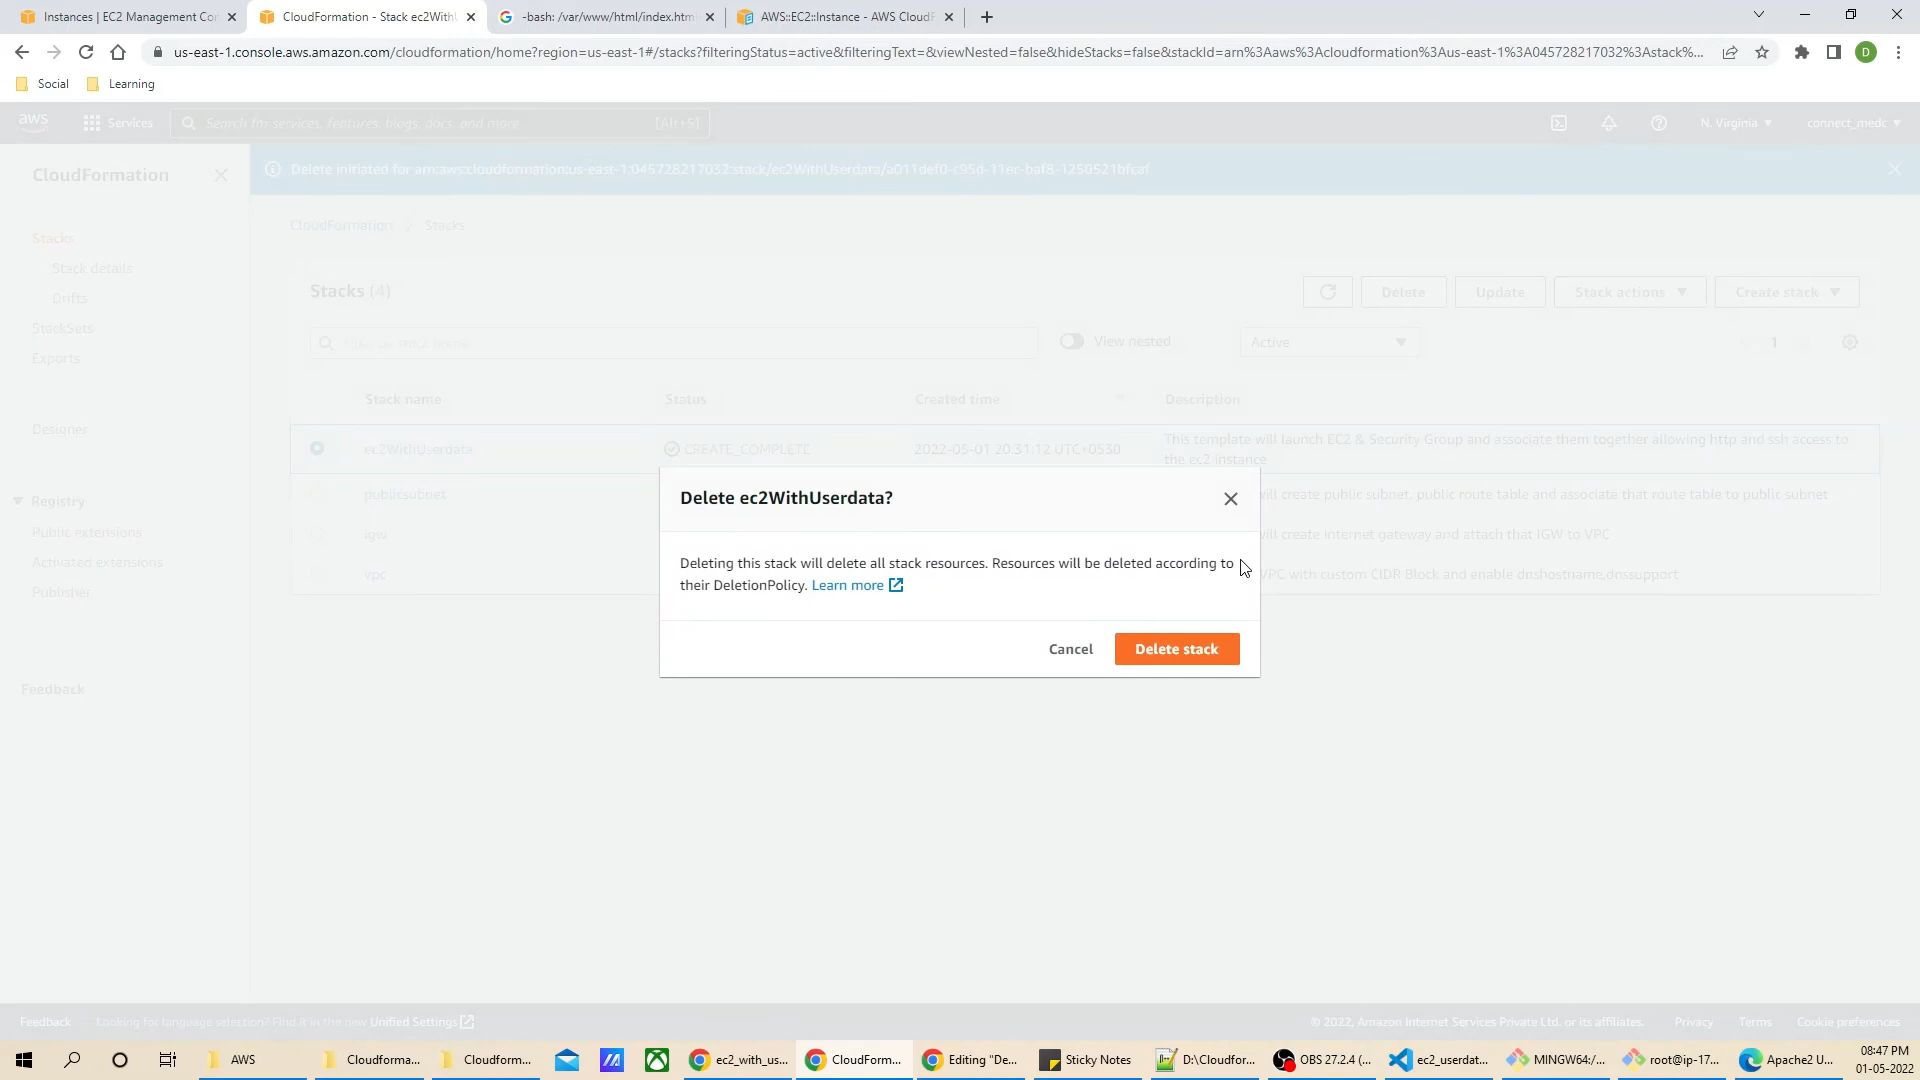 Instances | EC2 Management Con
CloudFormation - Stack ec2WithU
-bash: /var/www/html/index.htm
AWS::EC2::Instance - AWS CloudF
us-east-1.console.aws.amazon.com/cloudformation/home?region=us-east-1#/stacks?filteringStatus=active&filteringText=&viewNested=false&hideStacks=false&stackId=arn%3Aaws%3Acloudformation%3Aus-east-1%3A045728217032%3Astack%...
D
Social
Learning
aws
Services
Search for services, features, blogs, docs, and more
[Alt+S]
N. Virginia
connect_medc
CloudFormation
Delete initiated for arn:aws:cloudformation:us-east-1:045728217032:stack/ec2WithUserdata/a011def0-c95d-11ec-baf8-1250521bfcaf
CloudFormation
Stacks
Stacks
Stack details
Drifts
StackSets
Exports
Designer
Registry
Public extensions
Activated extensions
Publisher
Feedback
Stacks (4)
Delete
Update
Stack actions
Create stack
View nested
Active
1
Stack name
Status
Created time
Description
ec2WithUserdata
CREATE_COMPLETE
2022-05-01 20:31:12 UTC+0530
This template will launch EC2 & Security Group and associate them together allowing http and ssh access to
the ec2 instance
publicsubnet
will create public subnet, public route table and associate that route table to public subnet
igw
will create internet gateway and attach that IGW to VPC
vpc
VPC with custom CIDR Block and enable dnshostname,dnssupport
Delete ec2WithUserdata?
Deleting this stack will delete all stack resources. Resources will be deleted according to
their DeletionPolicy. Learn more
Cancel
Delete stack
Feedback
Looking for language selection? Find it in the new Unified Settings
© 2022, Amazon Internet Services Private Ltd. or its affiliates.
Privacy
Terms
Cookie preferences
AWS
Cloudforma...
Cloudform...
ec2_with_us...
CloudForm...
Editing "De...
Sticky Notes
D:\Cloudfor...
OBS 27.2.4 (...
ec2_userdat...
MINGW64:/...
root@ip-17...
Apache2 U...
08:47 PM
01-05-2022